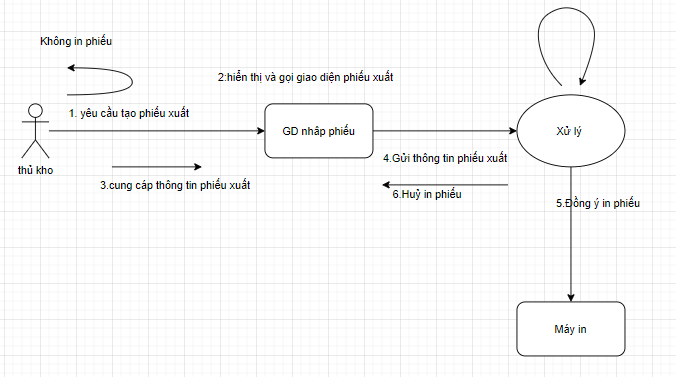 Không in phiếu
2:hiển thị và gọi giao diện phiếu xuất
1. yêu cầu tạo phiếu xuất
GD nhâp phiếu
Xử lý
4.Gửi thông tin phiếu xuất
thủ kho
3.cung cáp thông tin phiếu xuất
6.Huỷ in phiếu
5.Đồng ý in phiếu
Máy in